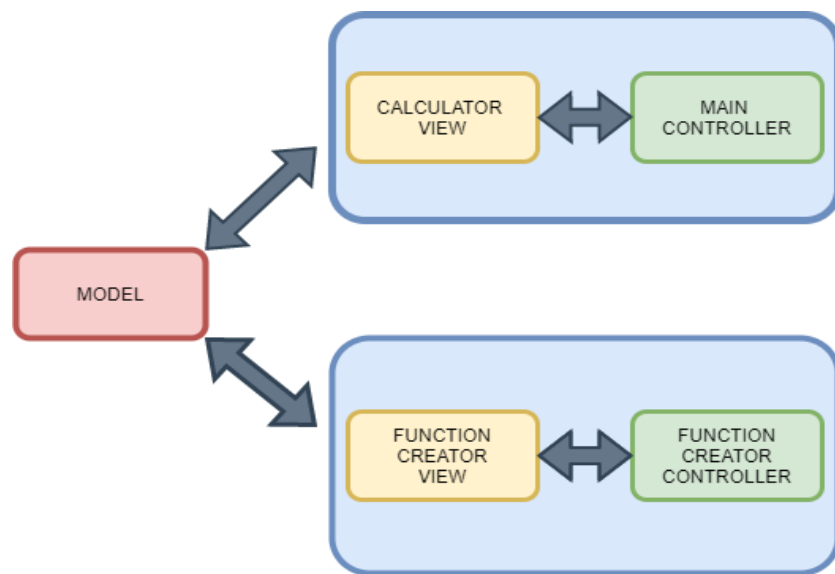 CALCULATOR
VIEW
MAIN
CONTROLLER
MODEL
FUNCTION
CREATOR
VIEW
FUNCTION
CREATOR
CONTROLLER